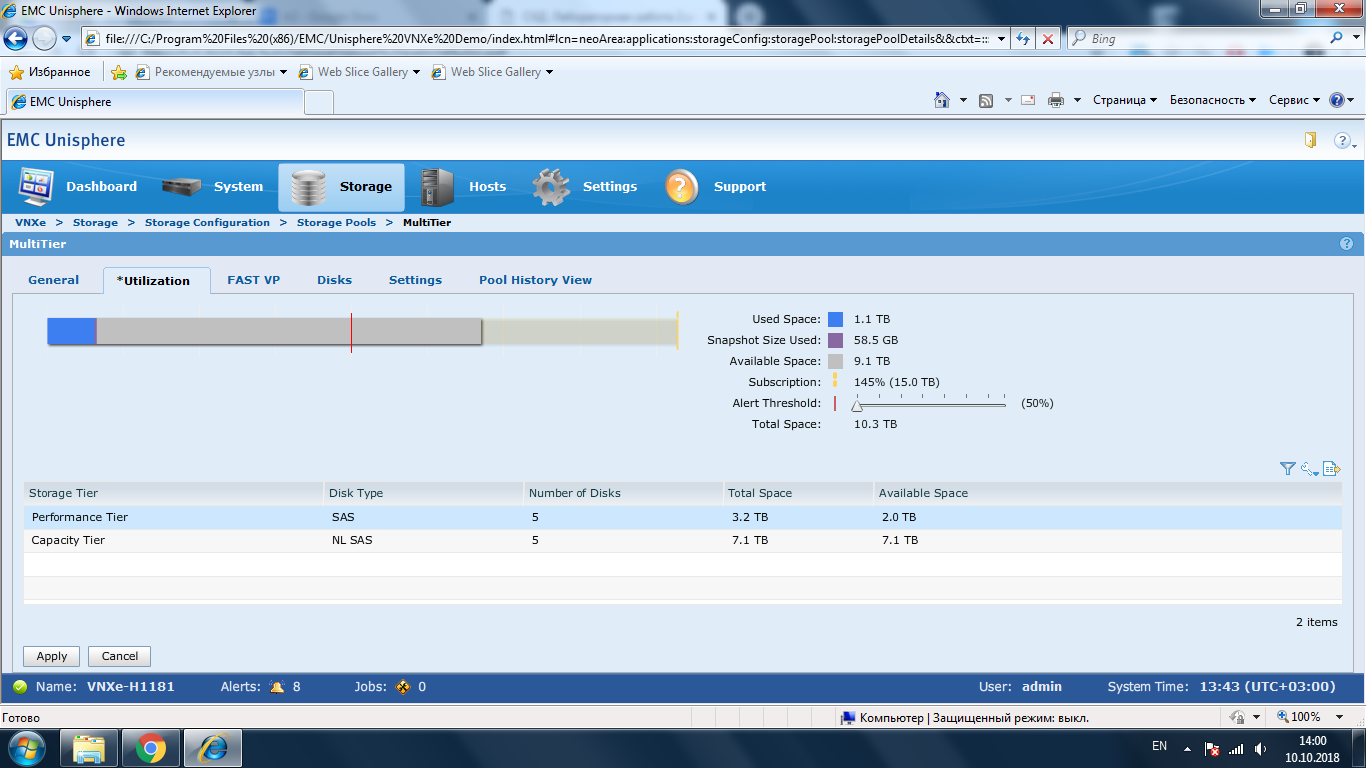 EMC Unisphere - Windows Internet Explorer
file:///C:/Program%20Files%20(x86)/EMC/Unisphere%20VNXe%20Demo/index.html#lcn=neoArea:applications:storageConfig:storagePool:storagePoolDetails&&ctxt=:::
Bing
Избранное
Рекомендуемые узлы
Web Slice Gallery
Web Slice Gallery
EMC Unisphere
Страница
Безопасность
Сервис
EMC Unisphere
Dashboard
System
Storage
Hosts
Settings
Support
VNXe > Storage > Storage Configuration > Storage Pools > MultiTier
MultiTier
General
*Utilization
FAST VP
Disks
Settings
Pool History View
Used Space: 1.1 TB
Snapshot Size Used: 58.5 GB
Available Space: 9.1 TB
Subscription: 145% (15.0 TB)
Alert Threshold: (50%)
Total Space: 10.3 TB
Storage Tier Disk Type Number of Disks Total Space Available Space
Performance Tier SAS 5 3.2 TB 2.0 TB
Capacity Tier NL SAS 5 7.1 TB 7.1 TB
2 items
Apply
Cancel
Name: VNXe-H1181 Alerts: 8 Jobs: 0 User: admin System Time: 13:43 (UTC+03:00)
Готово
Компьютер | Защищенный режим: выкл.
100%
EN
14:00
10.10.2018